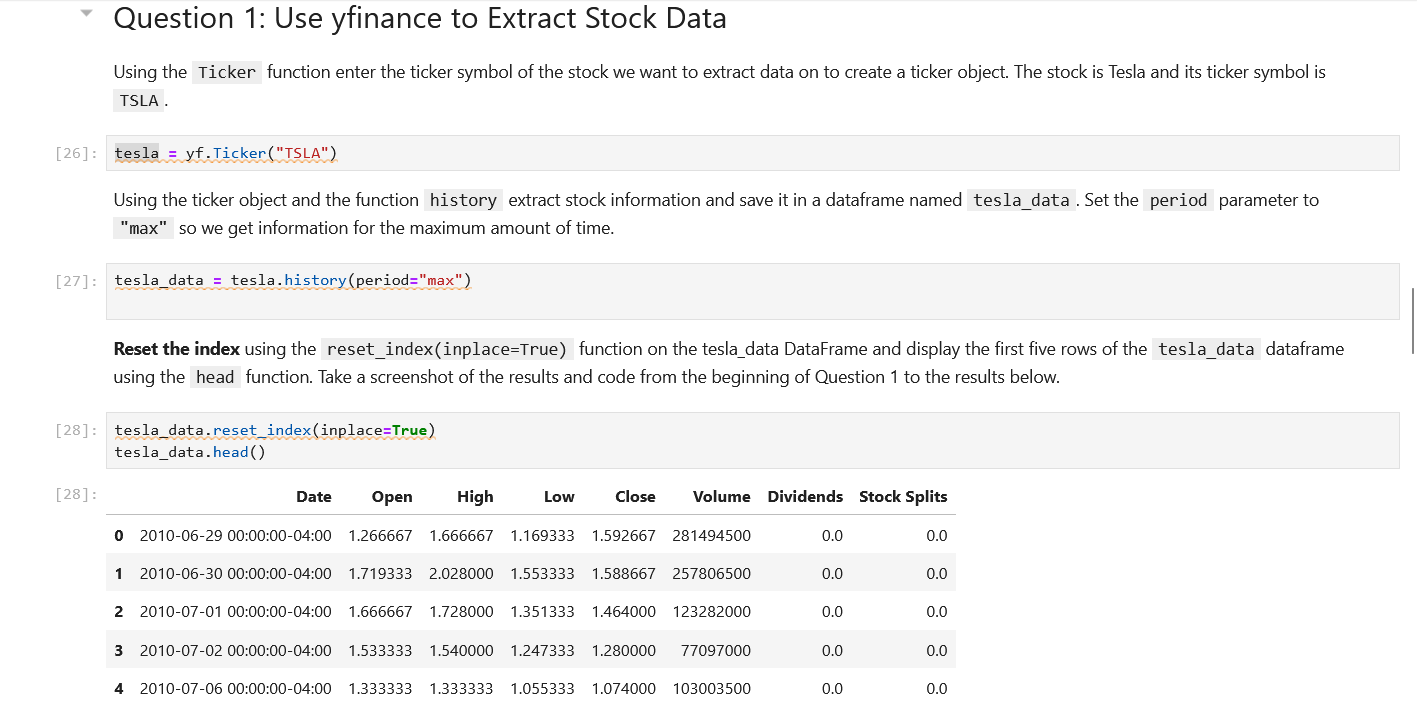 Question 1: Use yfinance to Extract Stock Data
Using the Ticker function enter the ticker symbol of the stock we want to extract data on to create a ticker object. The stock is Tesla and its ticker symbol is
TSLA .
[26]: tesla = yf.Ticker("TSLA")
Using the ticker object and the function history extract stock information and save it in a dataframe named tesla_data . Set the period parameter to
"max" so we get information for the maximum amount of time.
[27]: tesla_data = tesla.history(period="max")
Reset the index using the reset_index(inplace=True) function on the tesla_data DataFrame and display the first five rows of the tesla_data dataframe
using the head function. Take a screenshot of the results and code from the beginning of Question 1 to the results below.
[28]: tesla_data.reset_index(inplace=True)
tesla_data.head()
[28]: Date Open High Low Close Volume Dividends Stock Splits
0 2010-06-29 00:00:00-04:00 1.266667 1.666667 1.169333 1.592667 281494500 0.0 0.0
1 2010-06-30 00:00:00-04:00 1.719333 2.028000 1.553333 1.588667 257806500 0.0 0.0
2 2010-07-01 00:00:00-04:00 1.666667 1.728000 1.351333 1.464000 123282000 0.0 0.0
3 2010-07-02 00:00:00-04:00 1.533333 1.540000 1.247333 1.280000 77097000 0.0 0.0
4 2010-07-06 00:00:00-04:00 1.333333 1.333333 1.055333 1.074000 103003500 0.0 0.0